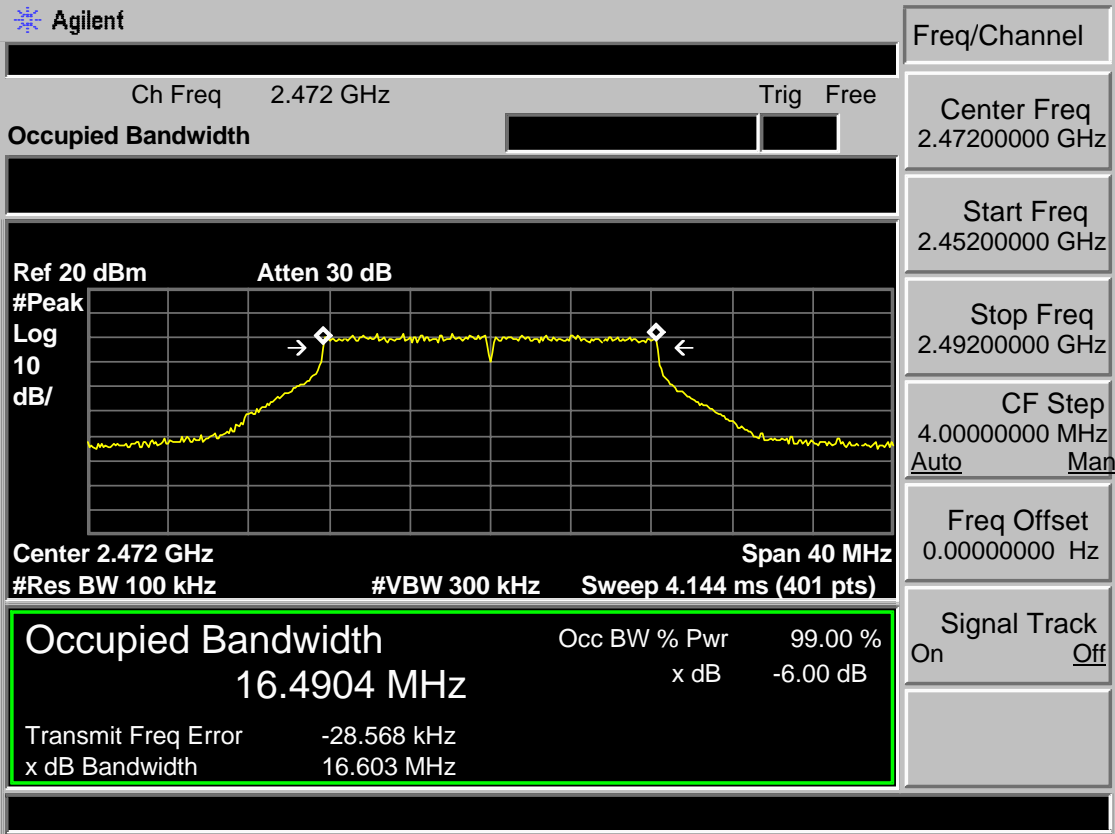 Agilent
Freq/Channel
Ch Freq 2.472 GHz Trig Free
Occupied Bandwidth
Center Freq
2.47200000 GHz
Start Freq
2.45200000 GHz
Stop Freq
2.49200000 GHz
CF Step
4.00000000 MHz
Auto Man
Freq Offset
0.00000000 Hz
Signal Track
On Off
Ref 20 dBm Atten 30 dB
#Peak
Log
10
dB/
Center 2.472 GHz Span 40 MHz
#Res BW 100 kHz #VBW 300 kHz Sweep 4.144 ms (401 pts)
Occupied Bandwidth Occ BW % Pwr 99.00 %
16.4904 MHz x dB -6.00 dB
Transmit Freq Error -28.568 kHz
x dB Bandwidth 16.603 MHz